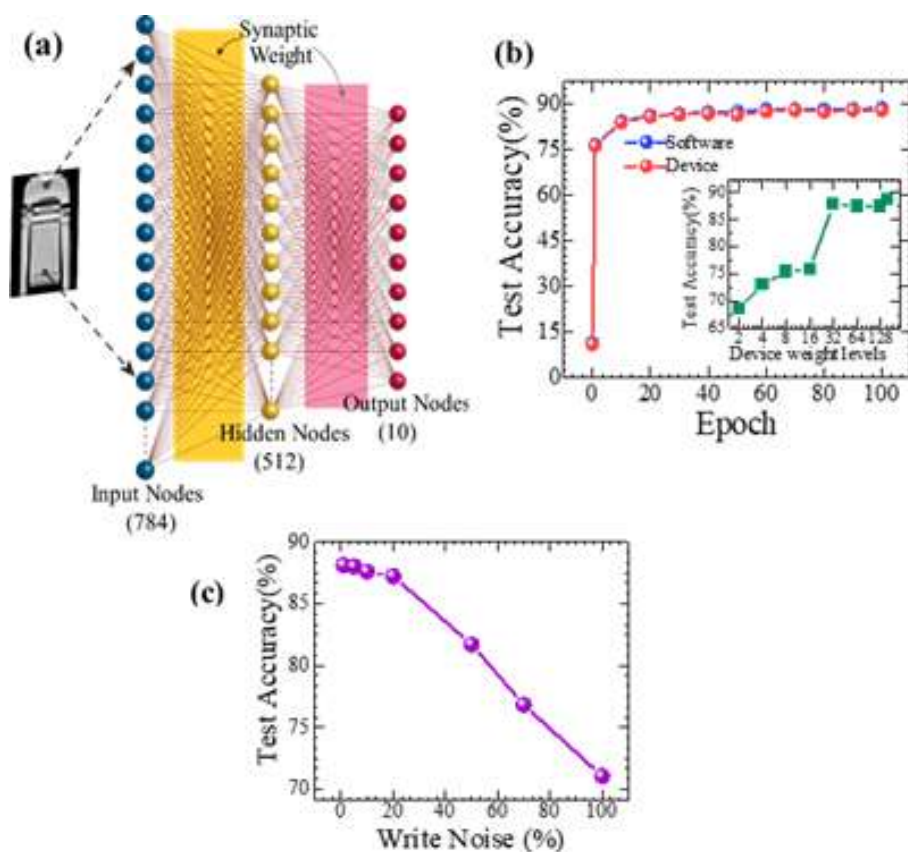 (a)
Synaptic
Weight
Output Nodes
(10)
Hidden Nodes
(512)
Input Nodes
(784)
(b)
Test Accuracy(%)
90
75
60
45
30
15
0
Software
Device
Test Accuracy(%)
90
85
80
75
70
65
2 4 8 16 32 64 128
Device weight levels
0 20 40 60 80 100
Epoch
(c)
Test Accuracy(%)
90
85
80
75
70
0 20 40 60 80 100
Write Noise (%)